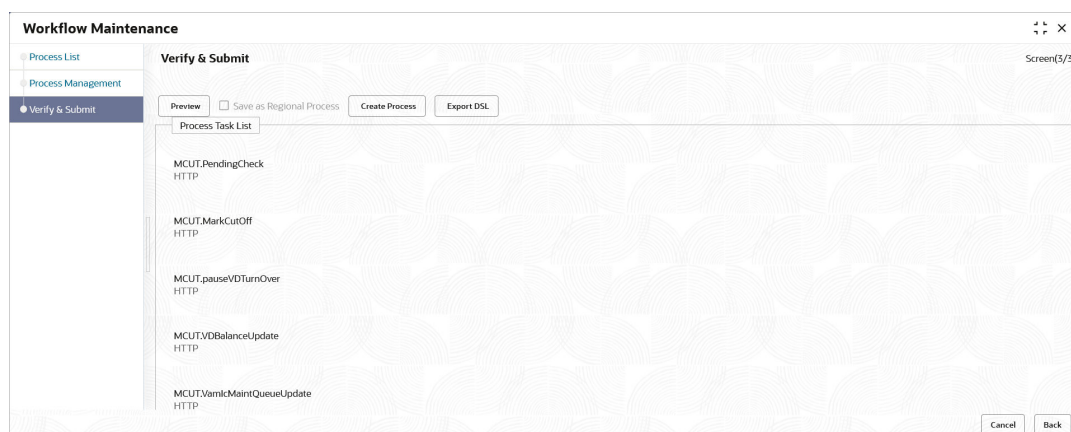 Workflow Maintenance
Process List
Process Management
Verify & Submit
Verify & Submit
Screen(3/3
Preview
Save as Regional Process
Create Process
Export DSL
Process Task List
MCUT.PendingCheck
HTTP
MCUT.MarkCutOff
HTTP
MCUT.pauseVDTurnOver
HTTP
MCUT.VDBalanceUpdate
HTTP
MCUT.VamIcMaintQueueUpdate
HTTP
Cancel
Back